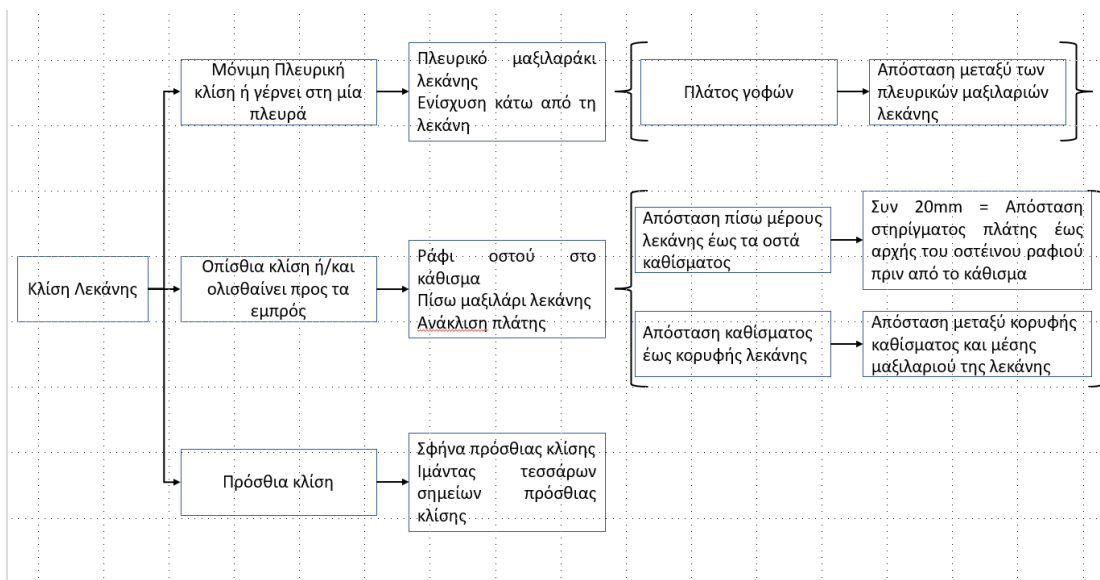 Κλίση Λεκάνης
Μόνιμη Πλευρική
κλίση ή γέρνει στη μία
πλευρά
Πλευρικό μαξιλαράκι
λεκάνης
Ενίσχυση κάτω από τη
λεκάνη
Πλάτος γοφών
Απόσταση μεταξύ των
πλευρικών μαξιλαριών
λεκάνης
Οπίσθια κλίση ή/και
ολισθαίνει προς τα
εμπρός
Ράφι οστού στο
κάθισμα
Πίσω μαξιλάρι λεκάνης
Ανάκλιση πλάτης
Απόσταση πίσω μέρους
λεκάνης έως τα οστά
καθίσματος
Συν 20mm = Απόσταση
στηρίγματος πλάτης έως
αρχής του οστέινου ραφιού
πριν από το κάθισμα
Απόσταση καθίσματος
έως κορυφής λεκάνης
Απόσταση μεταξύ κορυφής
καθίσματος και μέσης
μαξιλαριού της λεκάνης
Πρόσθια κλίση
Σφήνα πρόσθιας κλίσης
Ιμάντας τεσσάρων
σημείων πρόσθιας
κλίσης